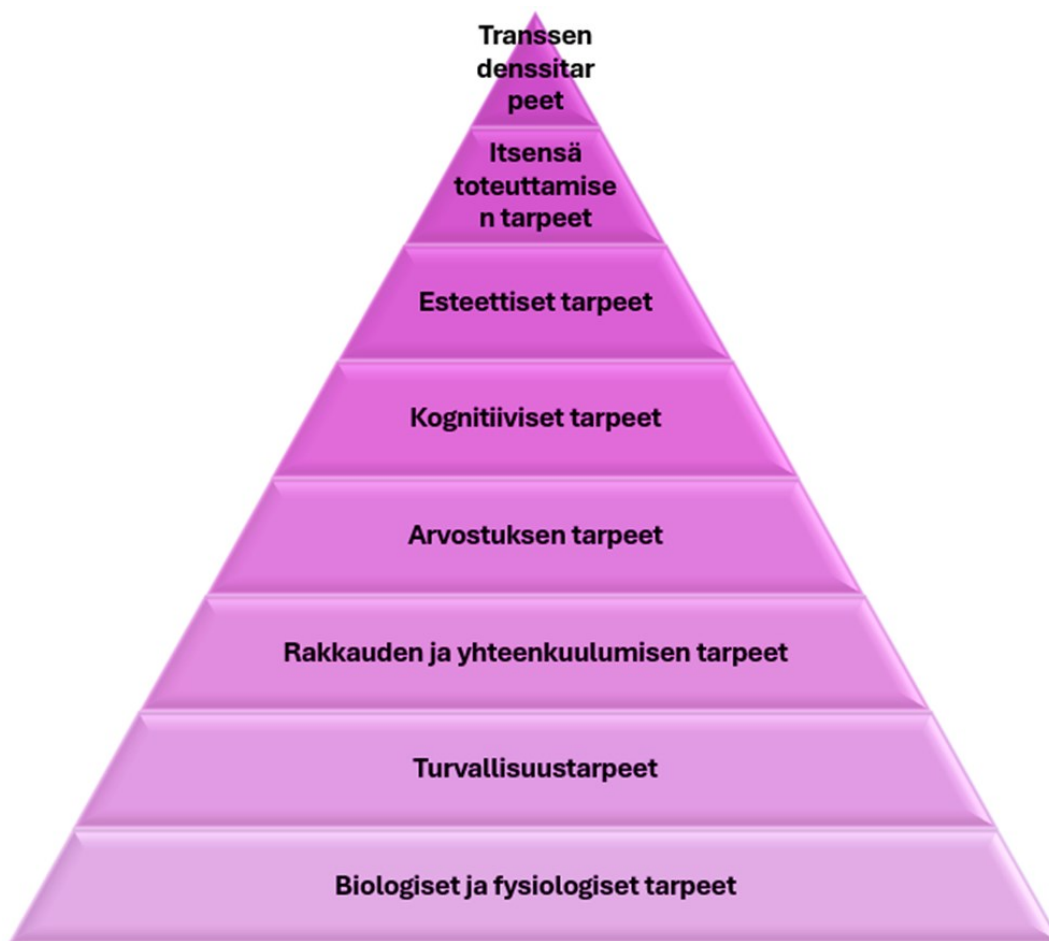 Transsen
denssitar
peet
Itsensä
toteuttamise
n tarpeet
Esteettiset tarpeet
Kognitiiviset tarpeet
Arvostuksen tarpeet
Rakkauden ja yhteenkuulumisen tarpeet
Turvallisuustarpeet
Biologiset ja fysiologiset tarpeet